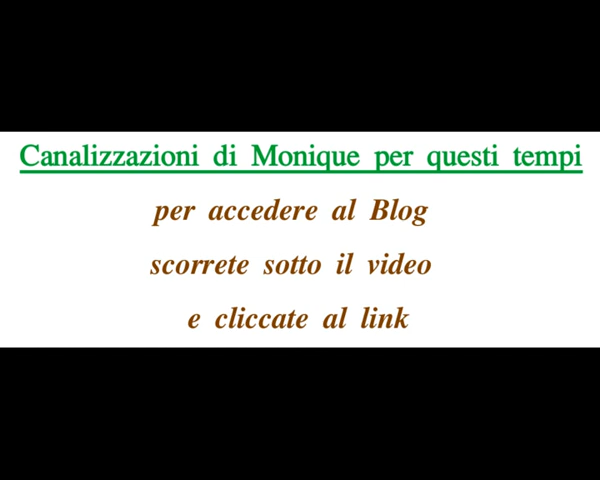 Canalizzazioni di Monique per questi tempi
per accedere al Blog
scorrete sotto il video
e cliccate al link